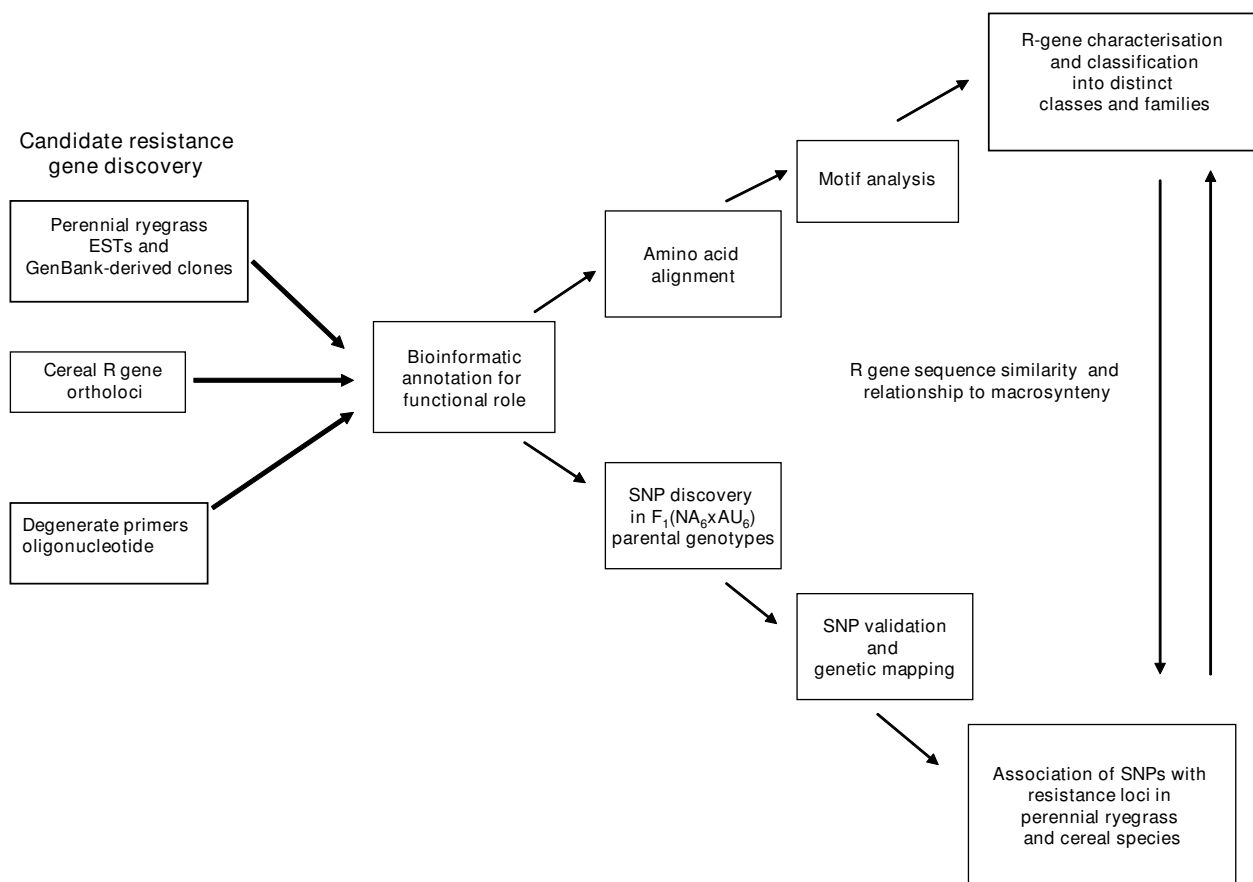 Candidate resistance
gene discovery
Perennial ryegrass
ESTs and
GenBank-derived clones
Cereal R gene
ortholoci
Degenerate primers
oligonucleotide
Bioinformatic
annotation for
functional role
Amino acid
alignment
Motif analysis
R-gene characterisation
and classification
into distinct
classes and families
SNP discovery
in F₁(NA₆xAU₆)
parental genotypes
SNP validation
and
genetic mapping
Association of SNPs with
resistance loci in
perennial ryegrass
and cereal species
R gene sequence similarity and
relationship to macrosynteny